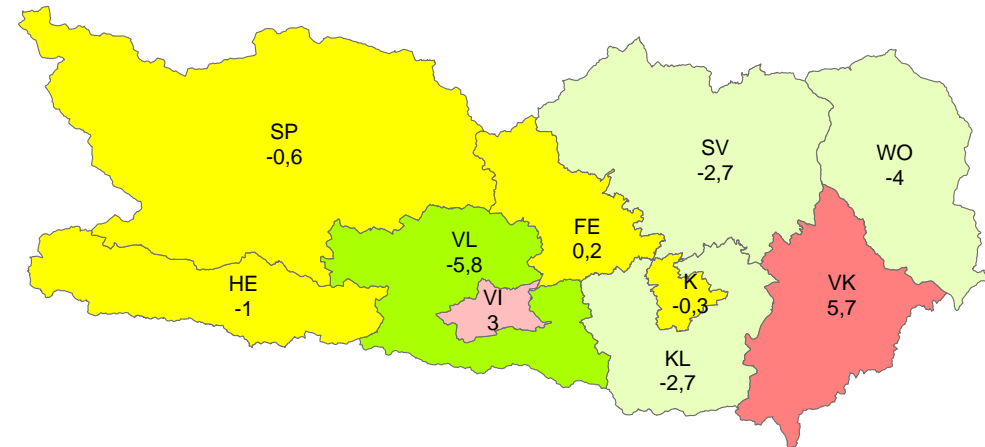 SP
-0,6
SV
-2,7
WO
-4
FE
0,2
VL
-5,8
HE
-1
VI
3
K
-0,3
VK
5,7
KL
-2,7